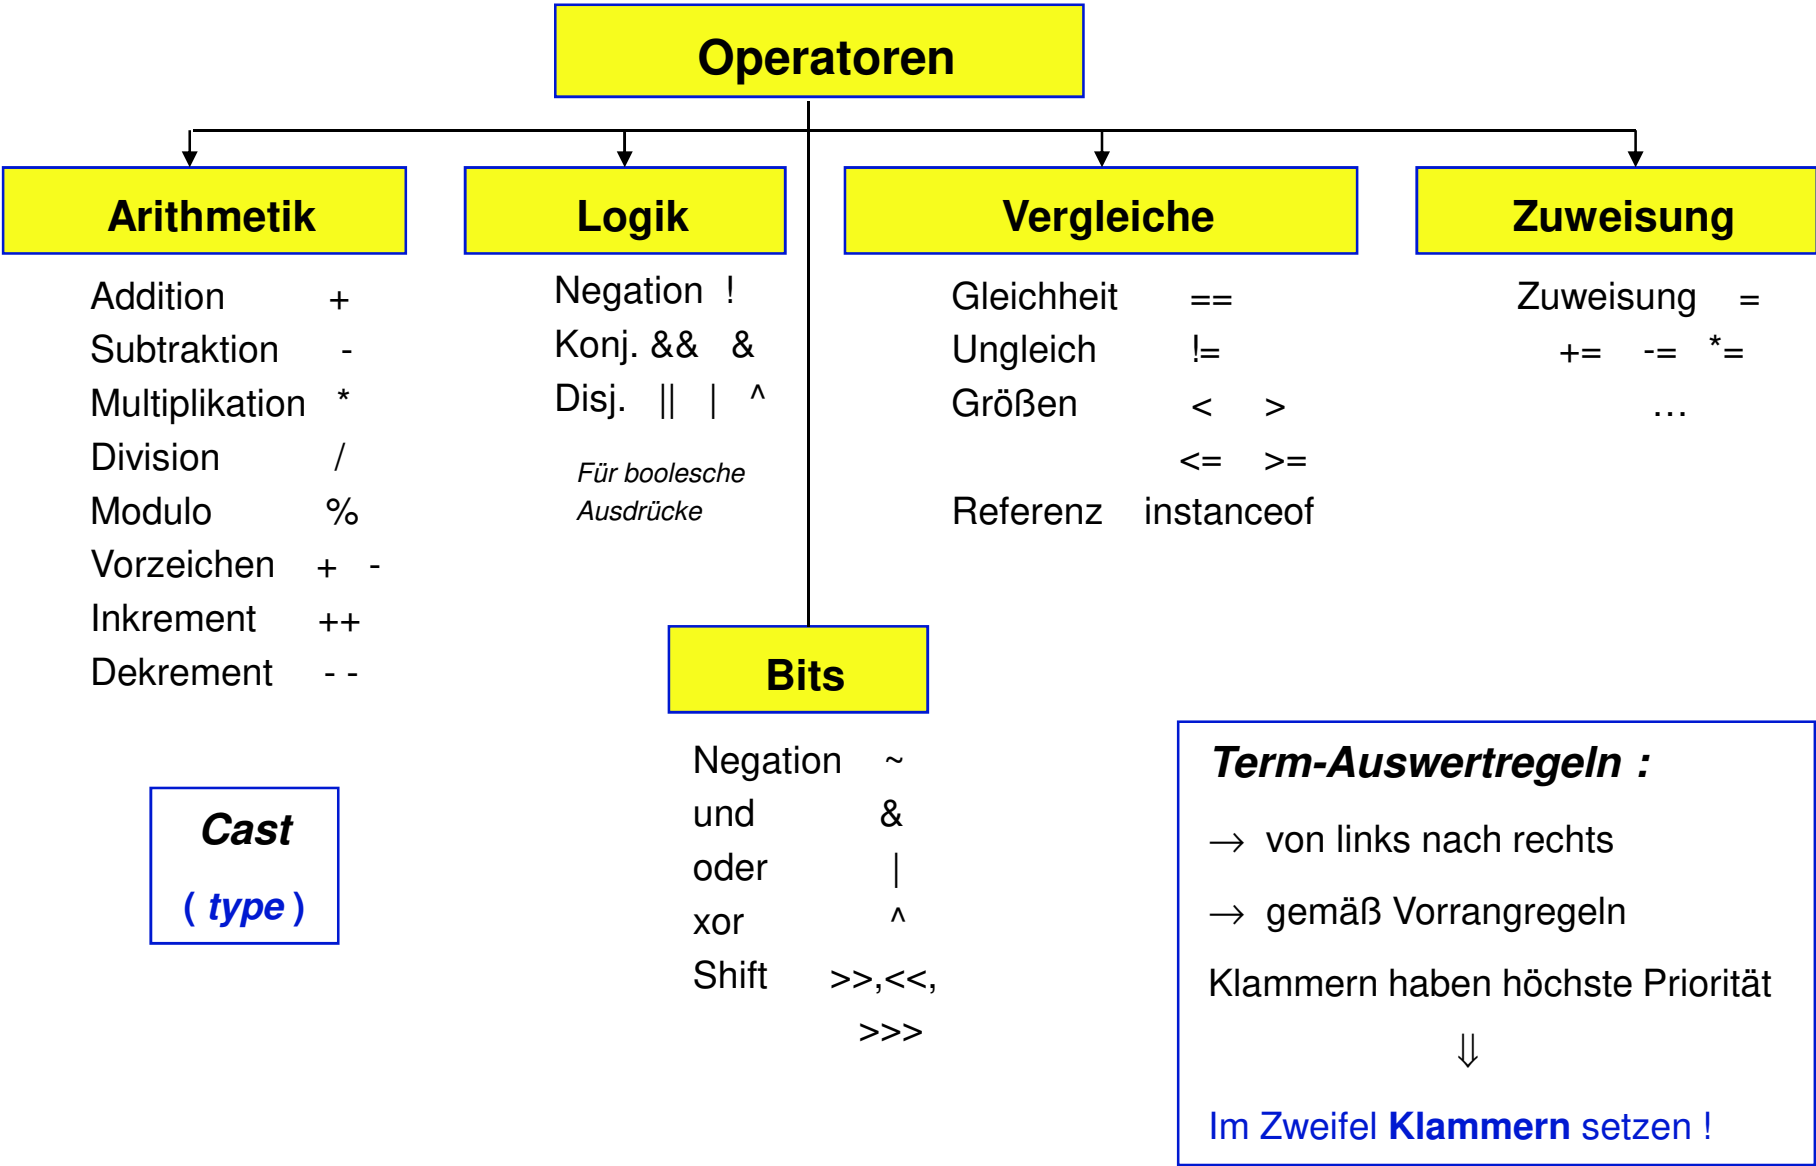 Operatoren
Arithmetik
Addition +
Subtraktion -
Multiplikation *
Division /
Modulo %
Vorzeichen + -
Inkrement ++
Dekrement - -
Logik
Negation !
Konj. && &
Disj. || | ^
Für boolesche
Ausdrücke
Vergleiche
Gleichheit ==
Ungleich !=
Größen < >
<= >=
Referenz instanceof
Zuweisung
Zuweisung =
+= -= *=
…
Bits
Negation ~
und &
oder |
xor ^
Shift >>,<<,
>>>
Cast
( type )
Term-Auswertregeln :
→ von links nach rechts
→ gemäß Vorrangregeln
Klammern haben höchste Priorität
⇓
Im Zweifel Klammern setzen !